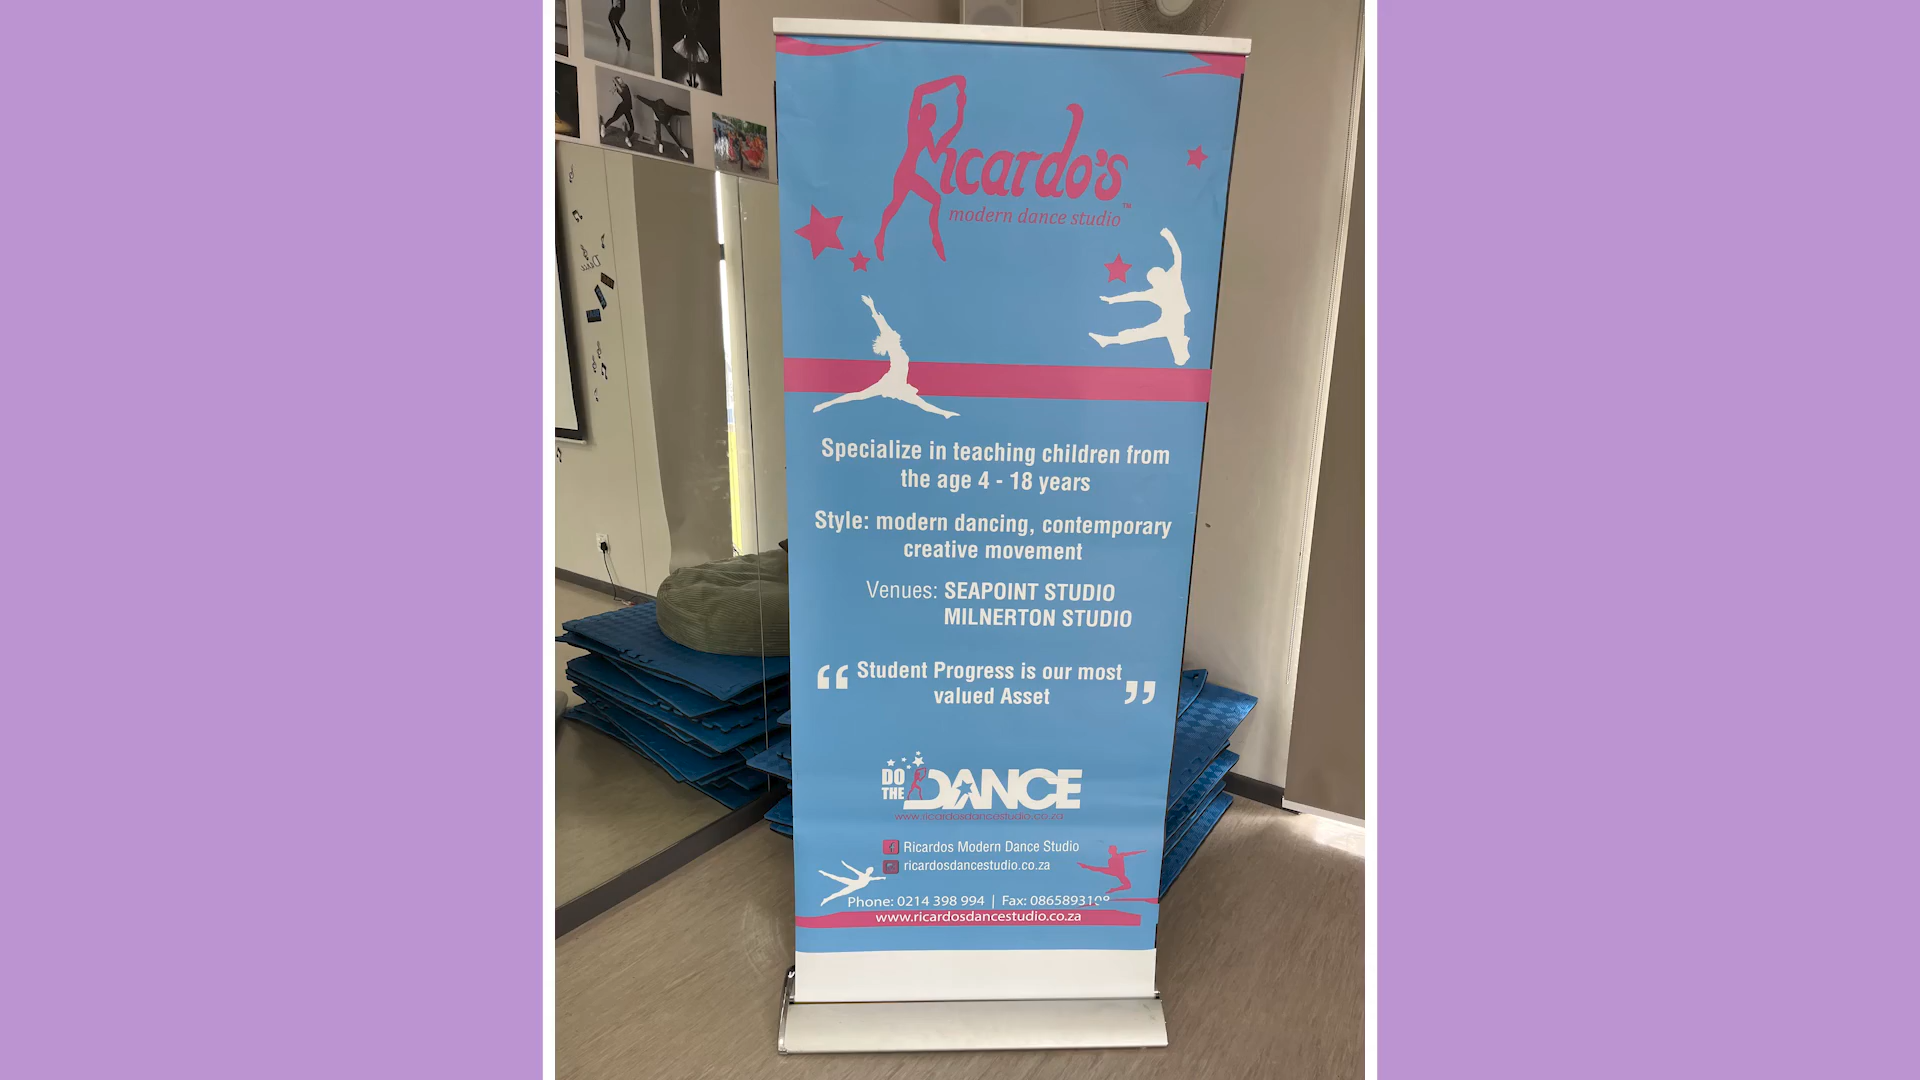 Ricardo's
modern dance studio™
Specialize in teaching children from
the age 4 - 18 years
Style: modern dancing, contemporary
creative movement
Venues: SEAPOINT STUDIO
MILNERTON STUDIO
“ Student Progress is our most
valued Asset ”
DO THE DANCE
www.ricardosdancestudio.co.za
Ricardos Modern Dance Studio
ricardosdancestudio.co.za
Phone: 0214 398 994 | Fax:
www.ricardosdancestudio.co.za